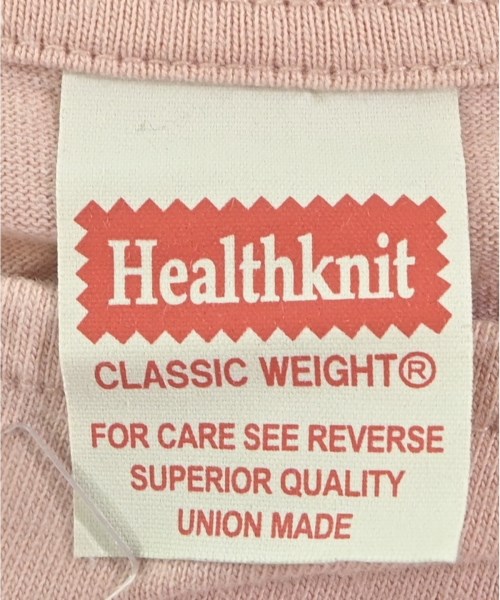 Healthknit
CLASSIC WEIGHT®
FOR CARE SEE REVERSE
SUPERIOR QUALITY
UNION MADE